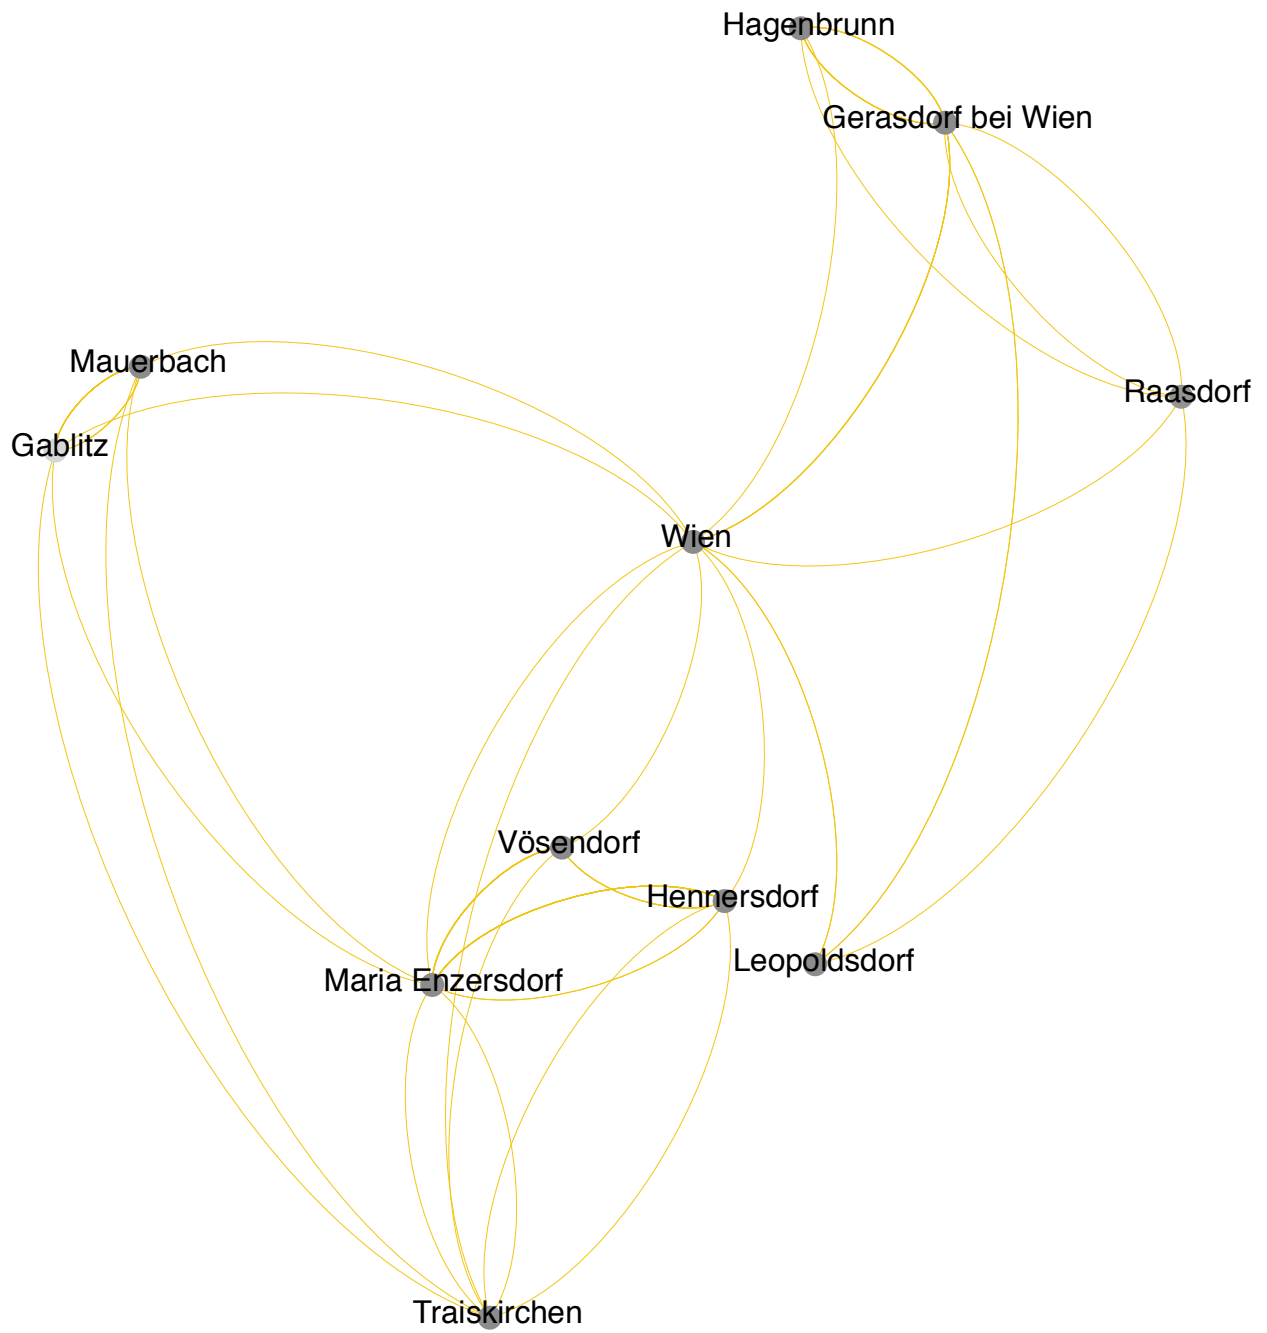 Hagenbrunn
Gerasdorf bei Wien
Mauerbach
Raasdorf
Gablitz
Wien
Vösendorf
Hennersdorf
Leopoldsdorf
Maria Enzersdorf
Traiskirchen